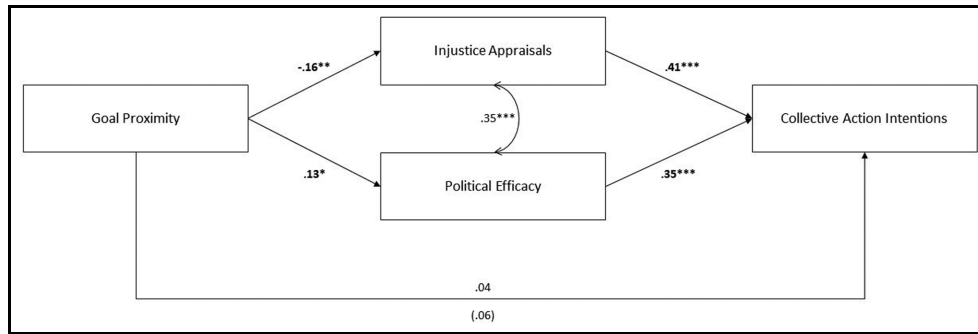 Injustice Appraisals
-.16**
.41***
Goal Proximity
.35***
Collective Action Intentions
.13*
Political Efficacy
.35***
.04
(.06)